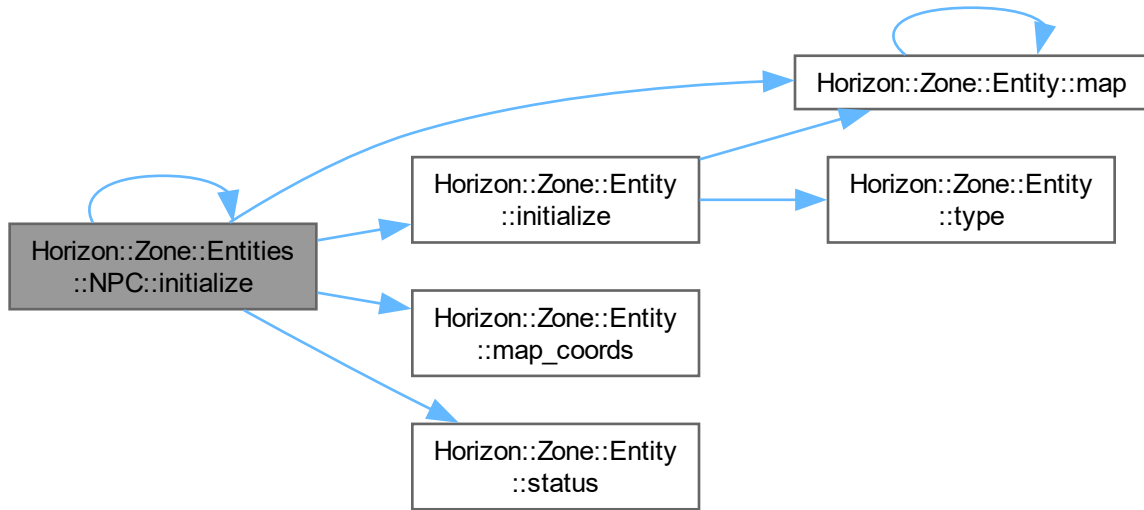 Horizon::Zone::Entities
::NPC::initialize
Horizon::Zone::Entity
::initialize
Horizon::Zone::Entity
::map_coords
Horizon::Zone::Entity
::status
Horizon::Zone::Entity::map
Horizon::Zone::Entity
::type